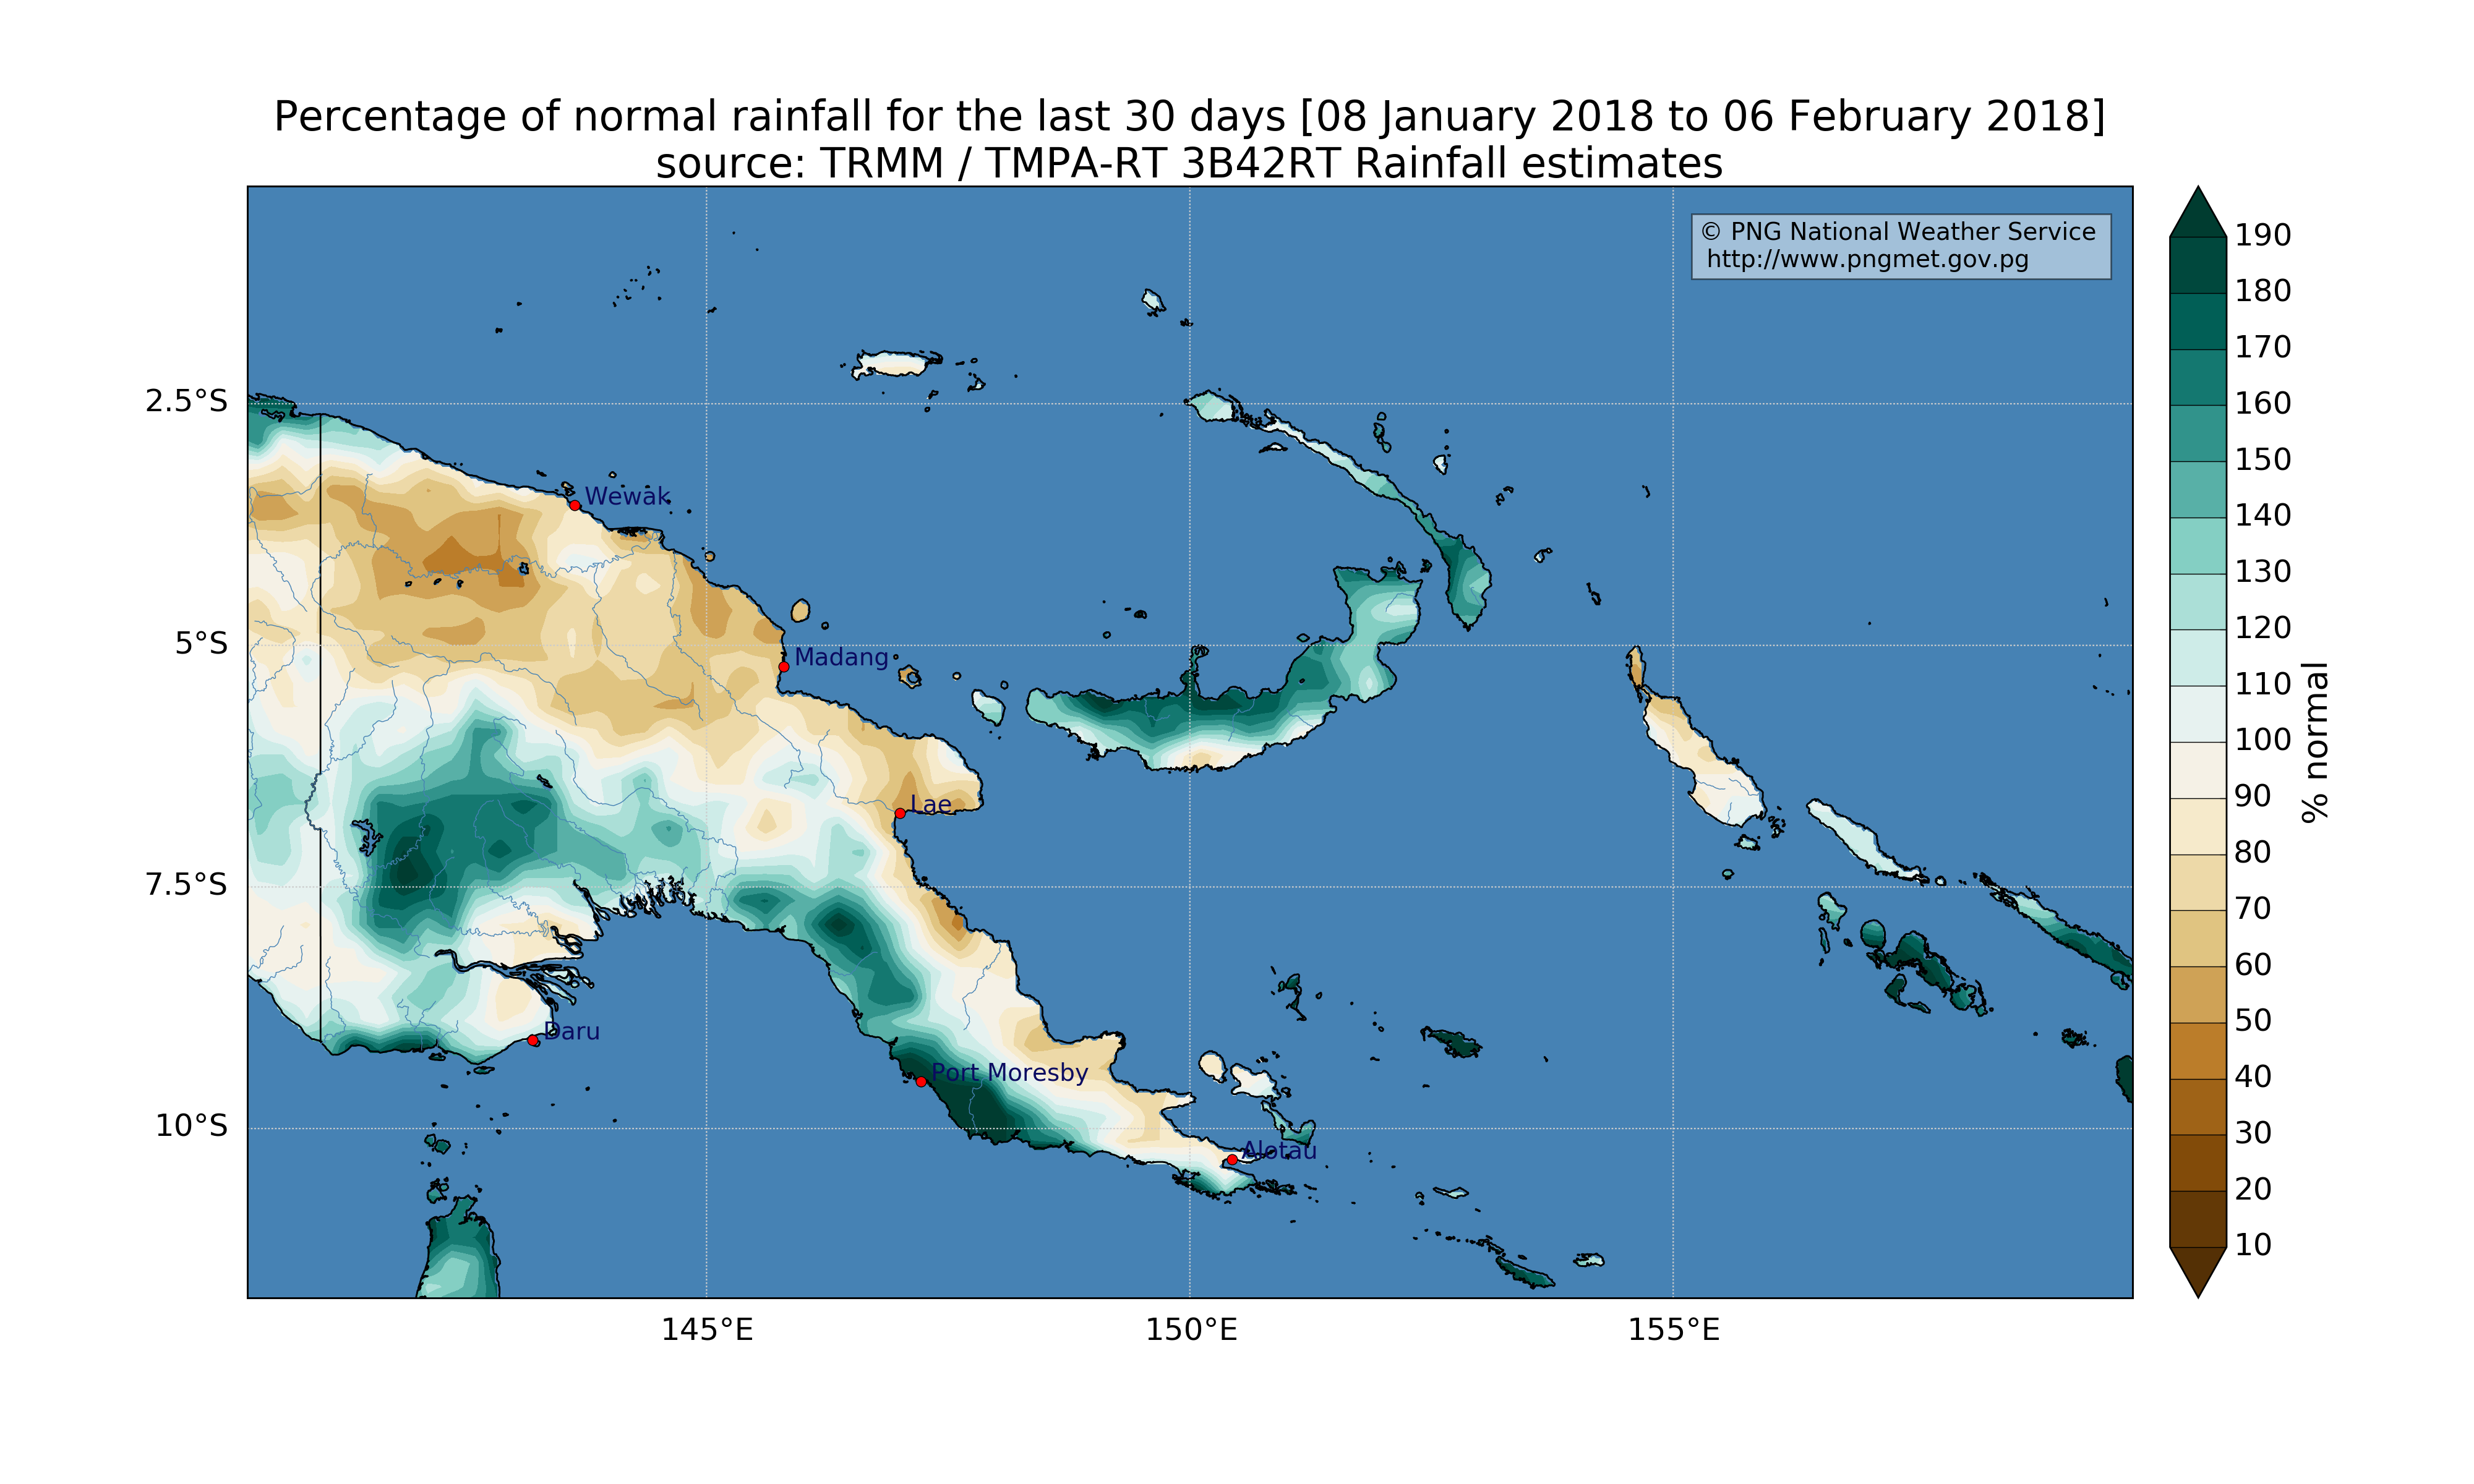 Percentage of normal rainfall for the last 30 days [08 January 2018 to 06 February 2018]
source: TRMM / TMPA-RT 3B42RT Rainfall estimates
© PNG National Weather Service
http://www.pngmet.gov.pg
2.5°S
5°S
7.5°S
10°S
Wewak
Madang
Lae
Daru
Port Moresby
Alotau
145°E
150°E
155°E
190
180
170
160
150
140
130
120
110
100
90
80
70
60
50
40
30
20
10
% normal